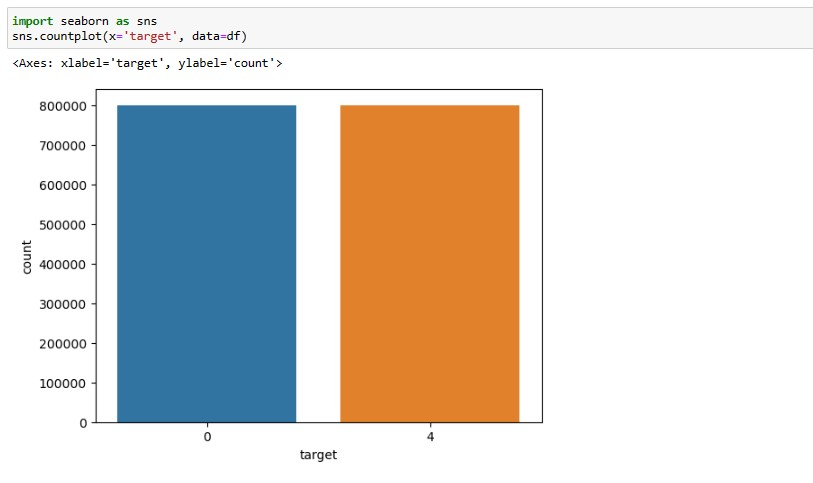 import seaborn as sns
sns.countplot(x='target', data=df)
<Axes: xlabel='target', ylabel='count'>
800000
700000
600000
500000
400000
300000
200000
100000
0
count
0 4
target